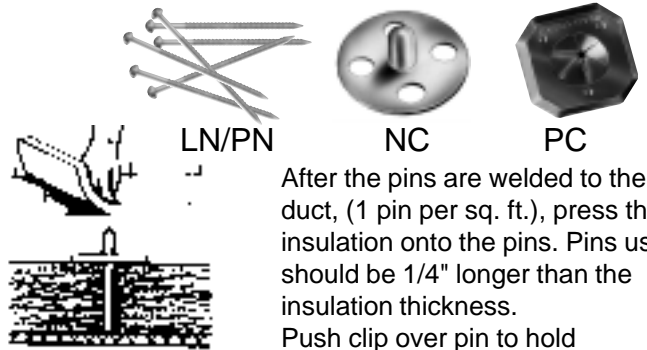 LN/PN NC PC
After the pins are welded to the
duct, (1 pin per sq. ft.), press
insulation onto the pins. Pins
should be 1/4" longer than the
insulation thickness.
Push clip over pin to hold